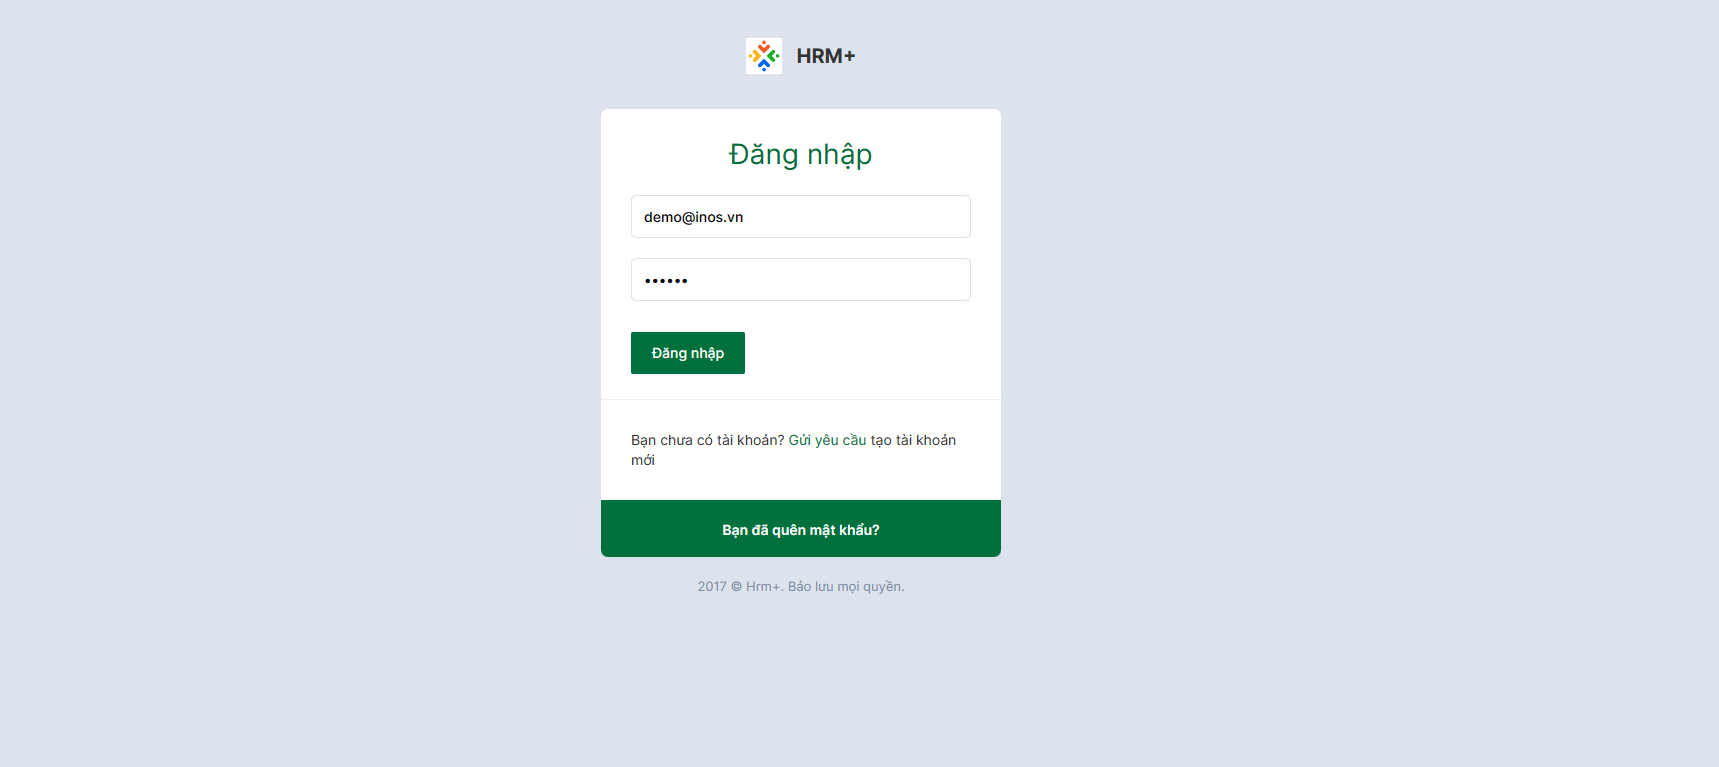 HRM+
Đăng nhập
demo@inos.vn
••••••
Đăng nhập
Bạn chưa có tài khoản? Gửi yêu cầu tạo tài khoản
mới
Bạn đã quên mật khẩu?
2017 © Hrm+. Bảo lưu mọi quyền.